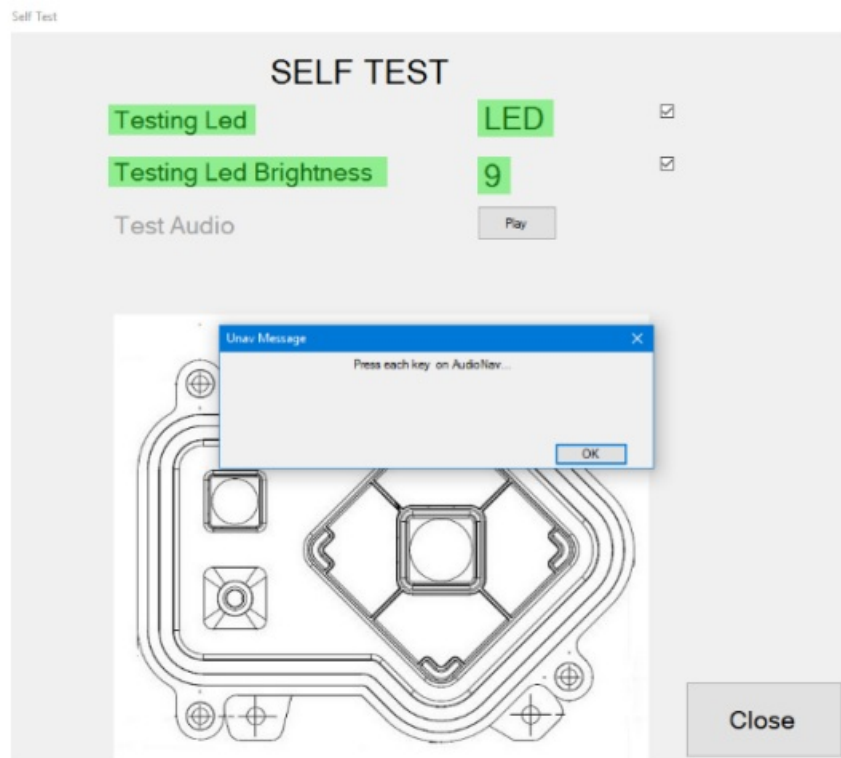 Self Test
SELF TEST
Testing Led LED
Testing Led Brightness 9
Test Audio Play
Unav Message
Press each key on AudioNav...
OK
Close